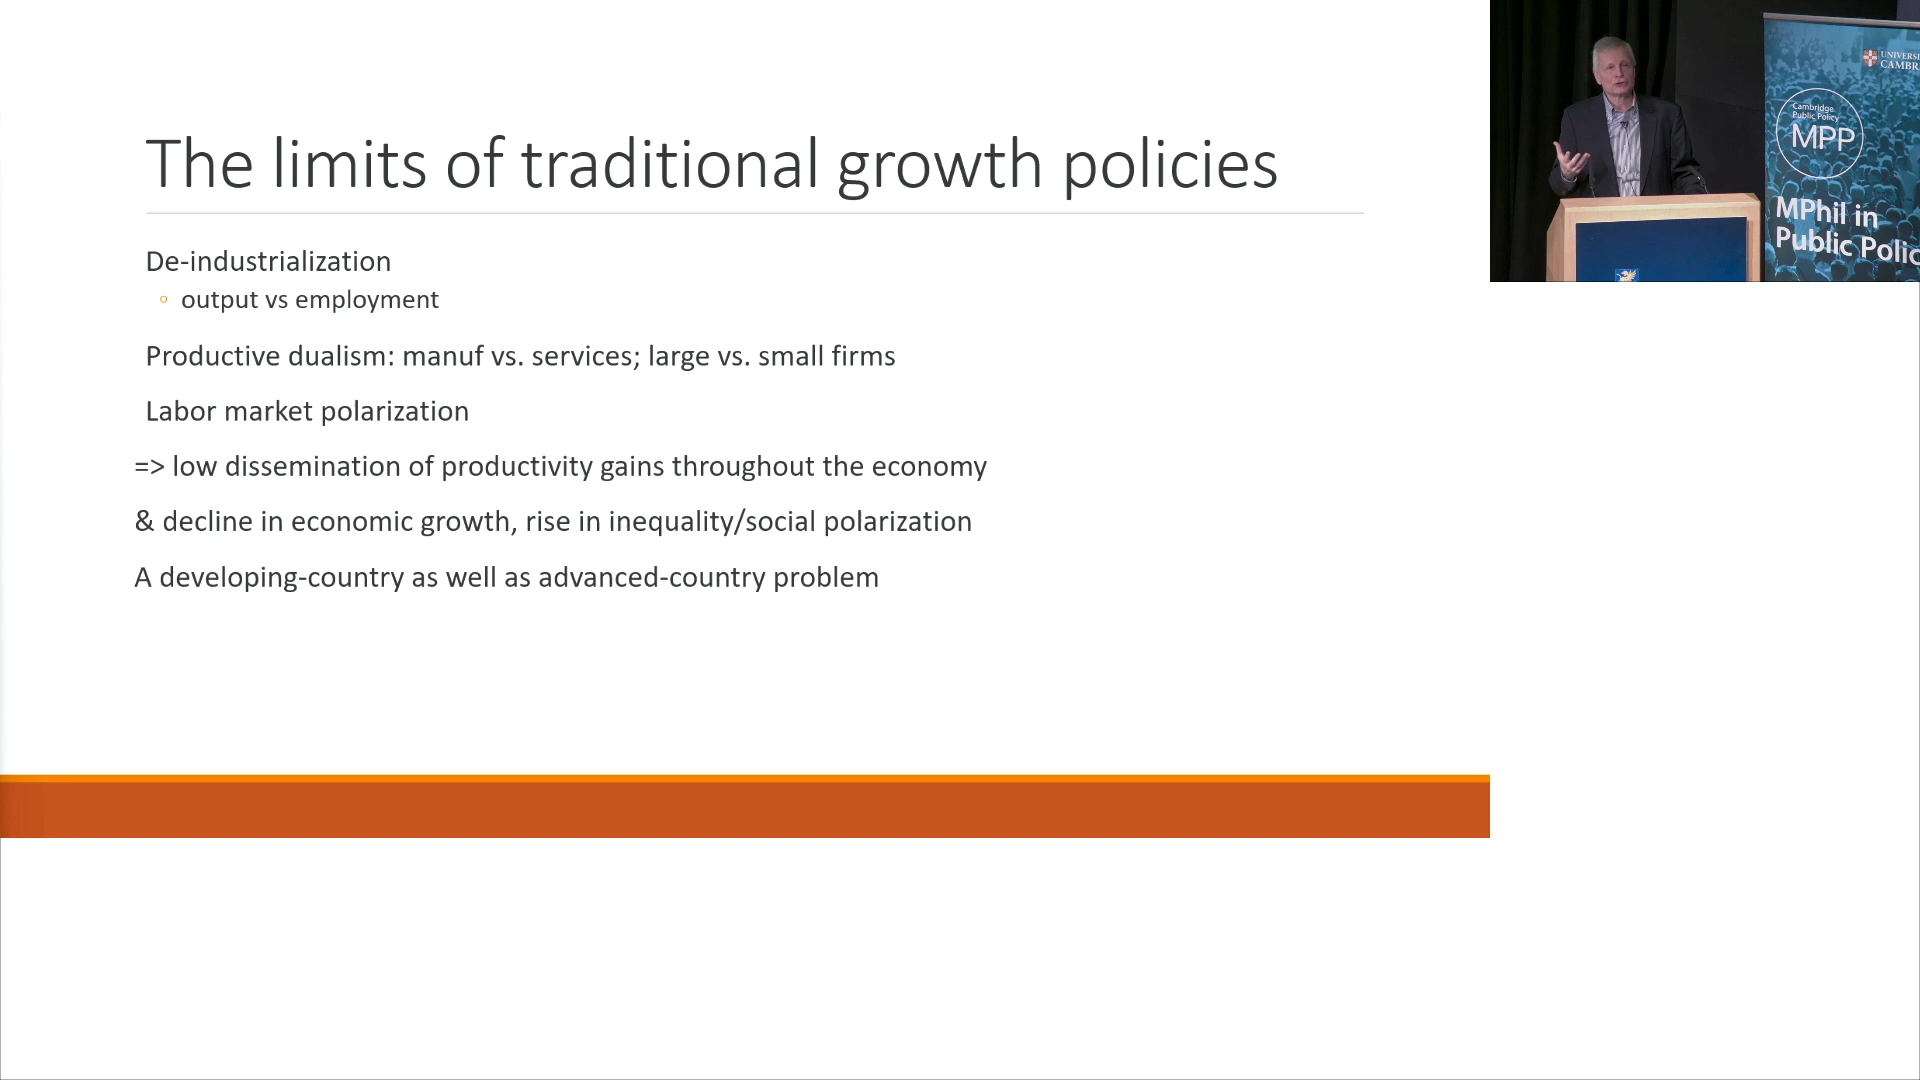 The limits of traditional growth policies
De-industrialization
output vs employment
Productive dualism: manuf vs. services; large vs. small firms
Labor market polarization
=> low dissemination of productivity gains throughout the economy
& decline in economic growth, rise in inequality/social polarization
A developing-country as well as advanced-country problem
UNIVERSI
CAMBR
Cambridge
Public Policy
MPP
MPhil in
Public Polic